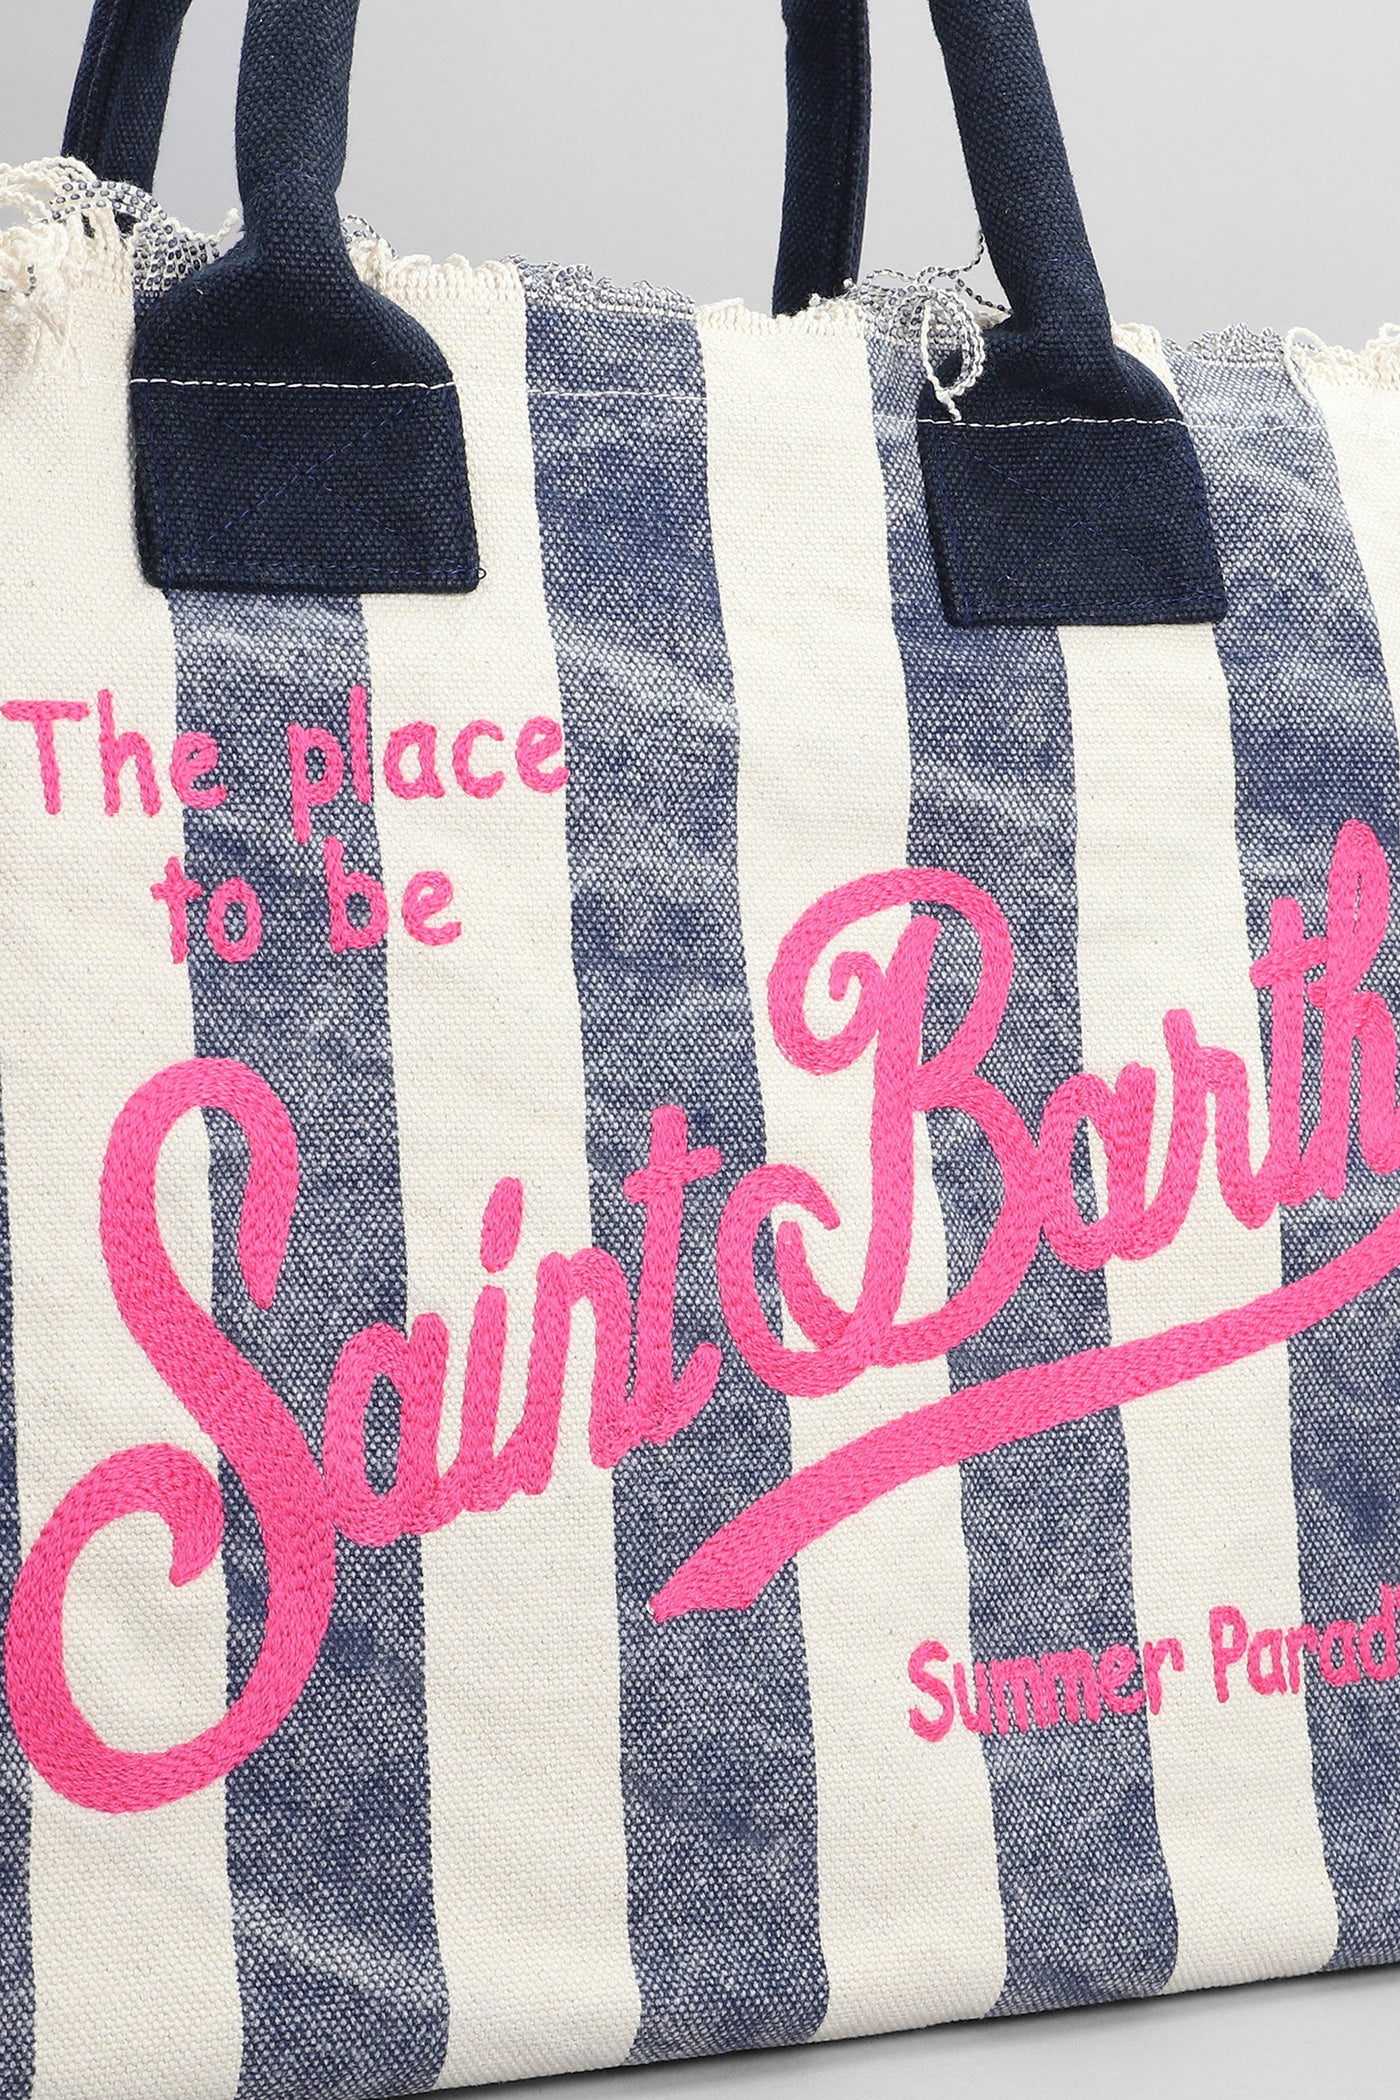 The place
to be
Saint Barth
Summer Parad